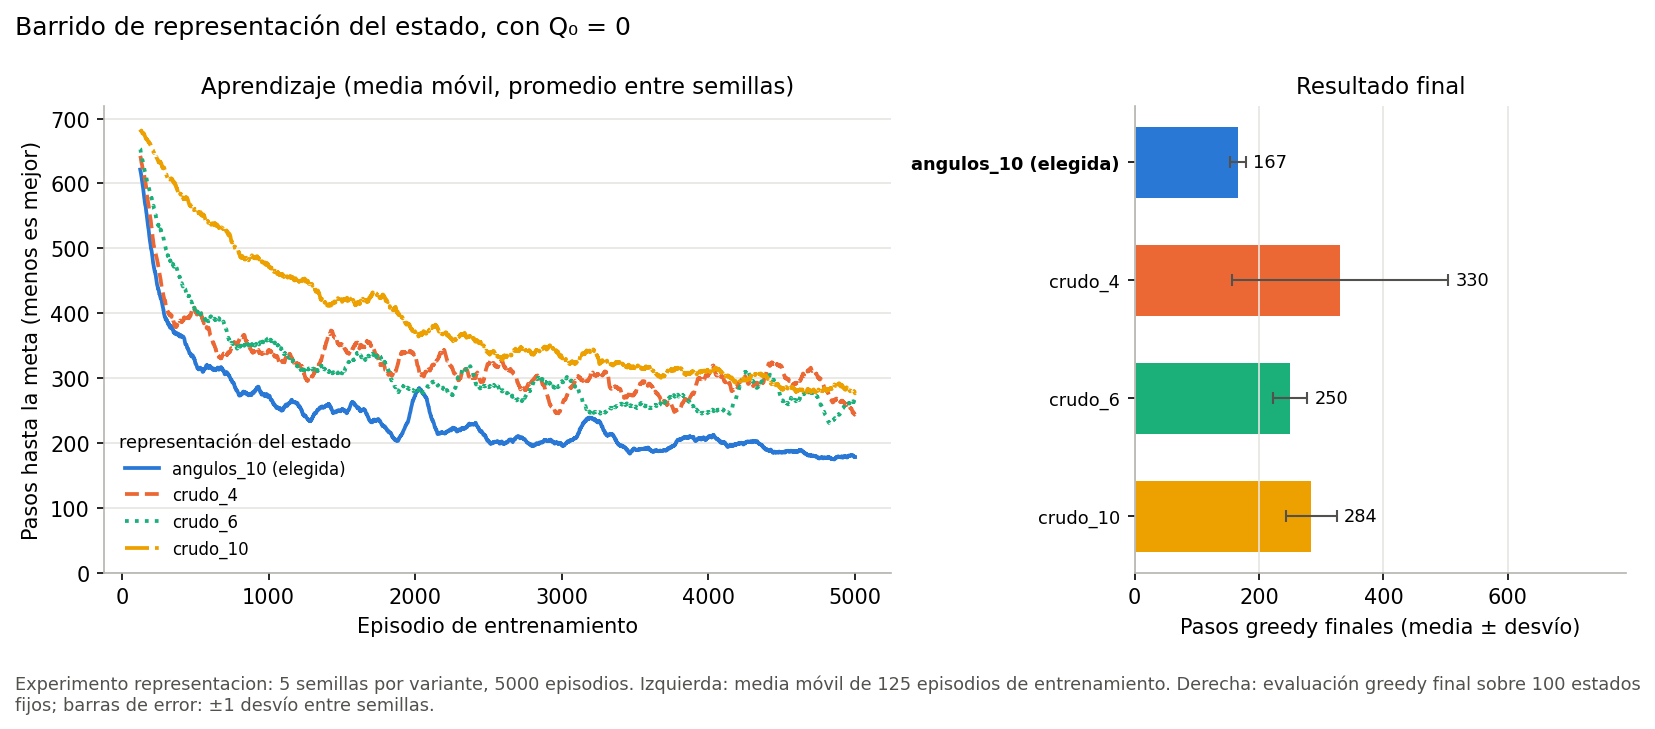 Barrido de representación del estado, con Q₀ = 0
Aprendizaje (media móvil, promedio entre semillas)
Pasos hasta la meta (menos es mejor)
700
600
500
400
300
200
100
0
representación del estado
angulos_10 (elegida)
crudo_4
crudo_6
crudo_10
0 1000 2000 3000 4000 5000
Episodio de entrenamiento
Resultado final
angulos_10 (elegida) 167
crudo_4 330
crudo_6 250
crudo_10 284
0 200 400 600
Pasos greedy finales (media ± desvío)
Experimento representacion: 5 semillas por variante, 5000 episodios. Izquierda: media móvil de 125 episodios de entrenamiento. Derecha: evaluación greedy final sobre 100 estados
fijos; barras de error: ±1 desvío entre semillas.